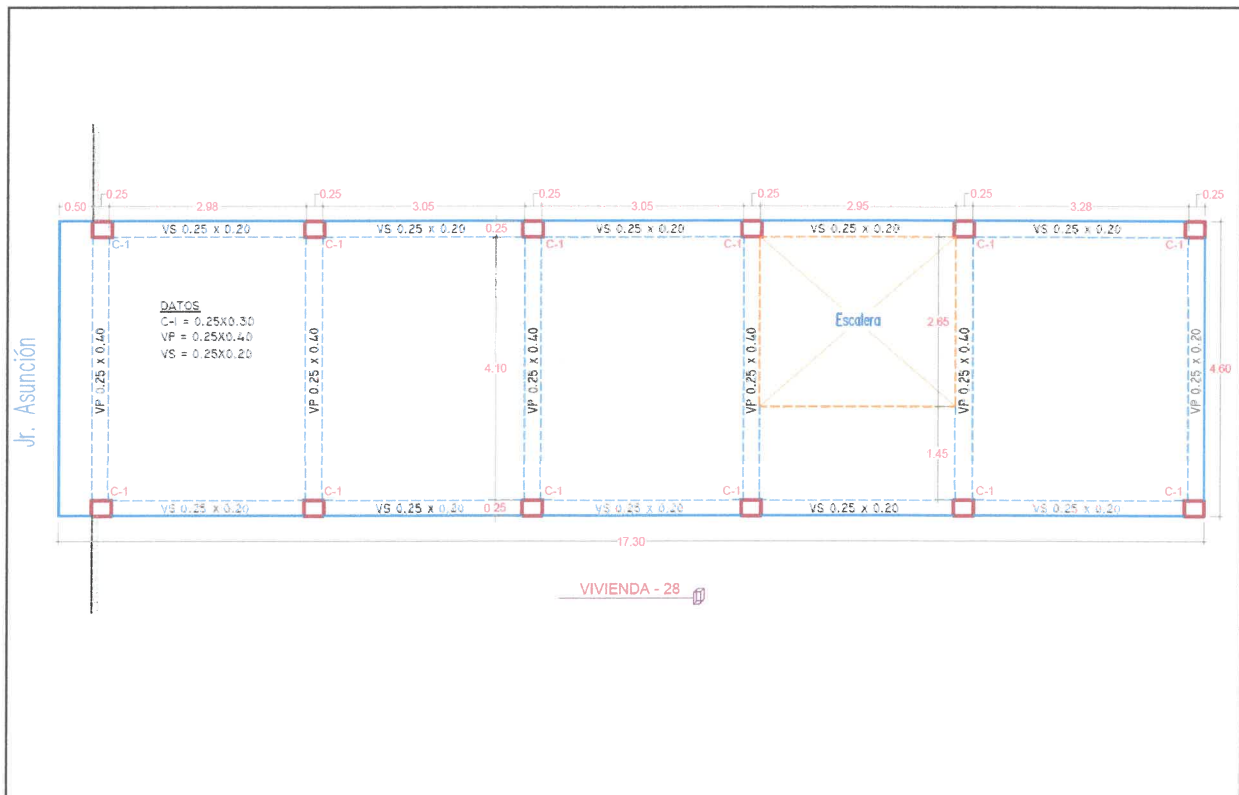 0.25
0.25
0.25
0.25
0.25
0.25
0.50
2.98
3.05
3.05
2.95
3.28
VS 0.25 x 0.20
VS 0.25 x 0.20
0.25
VS 0.25 x 0.20
VS 0.25 x 0.20
VS 0.25 x 0.20
C-1
C-1
C-1
C-1
C-1
C-1
DATOS
C-1 = 0.25X0.30
VP = 0.25X0.40
VS = 0.25X0.20
Escalera
2.65
Jr. Asunción
VP 0.25 x 0.40
VP 0.25 x 0.40
4.10
VP 0.25 x 0.40
VP 0.25 x 0.40
VP 0.25 x 0.40
VP 0.25 x 0.20
4.60
1.45
C-1
C-1
C-1
C-1
C-1
C-1
VS 0.25 x 0.20
VS 0.25 x 0.20
0.25
VS 0.25 x 0.20
VS 0.25 x 0.20
VS 0.25 x 0.20
17.30
VIVIENDA - 28